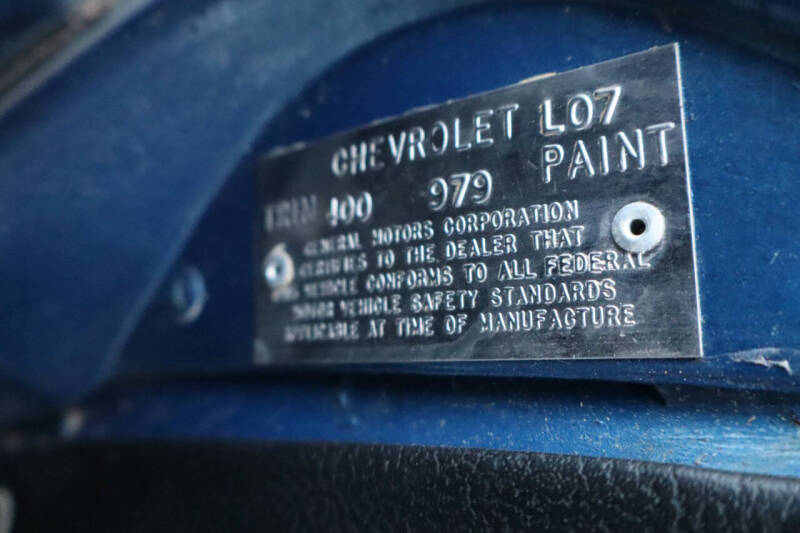 CHEVROLET L07
TRIM 400 979 PAINT
GENERAL MOTORS CORPORATION
CERTIFIES TO THE DEALER THAT
THIS VEHICLE CONFORMS TO ALL FEDERAL
MOTOR VEHICLE SAFETY STANDARDS
APPLICABLE AT TIME OF MANUFACTURE